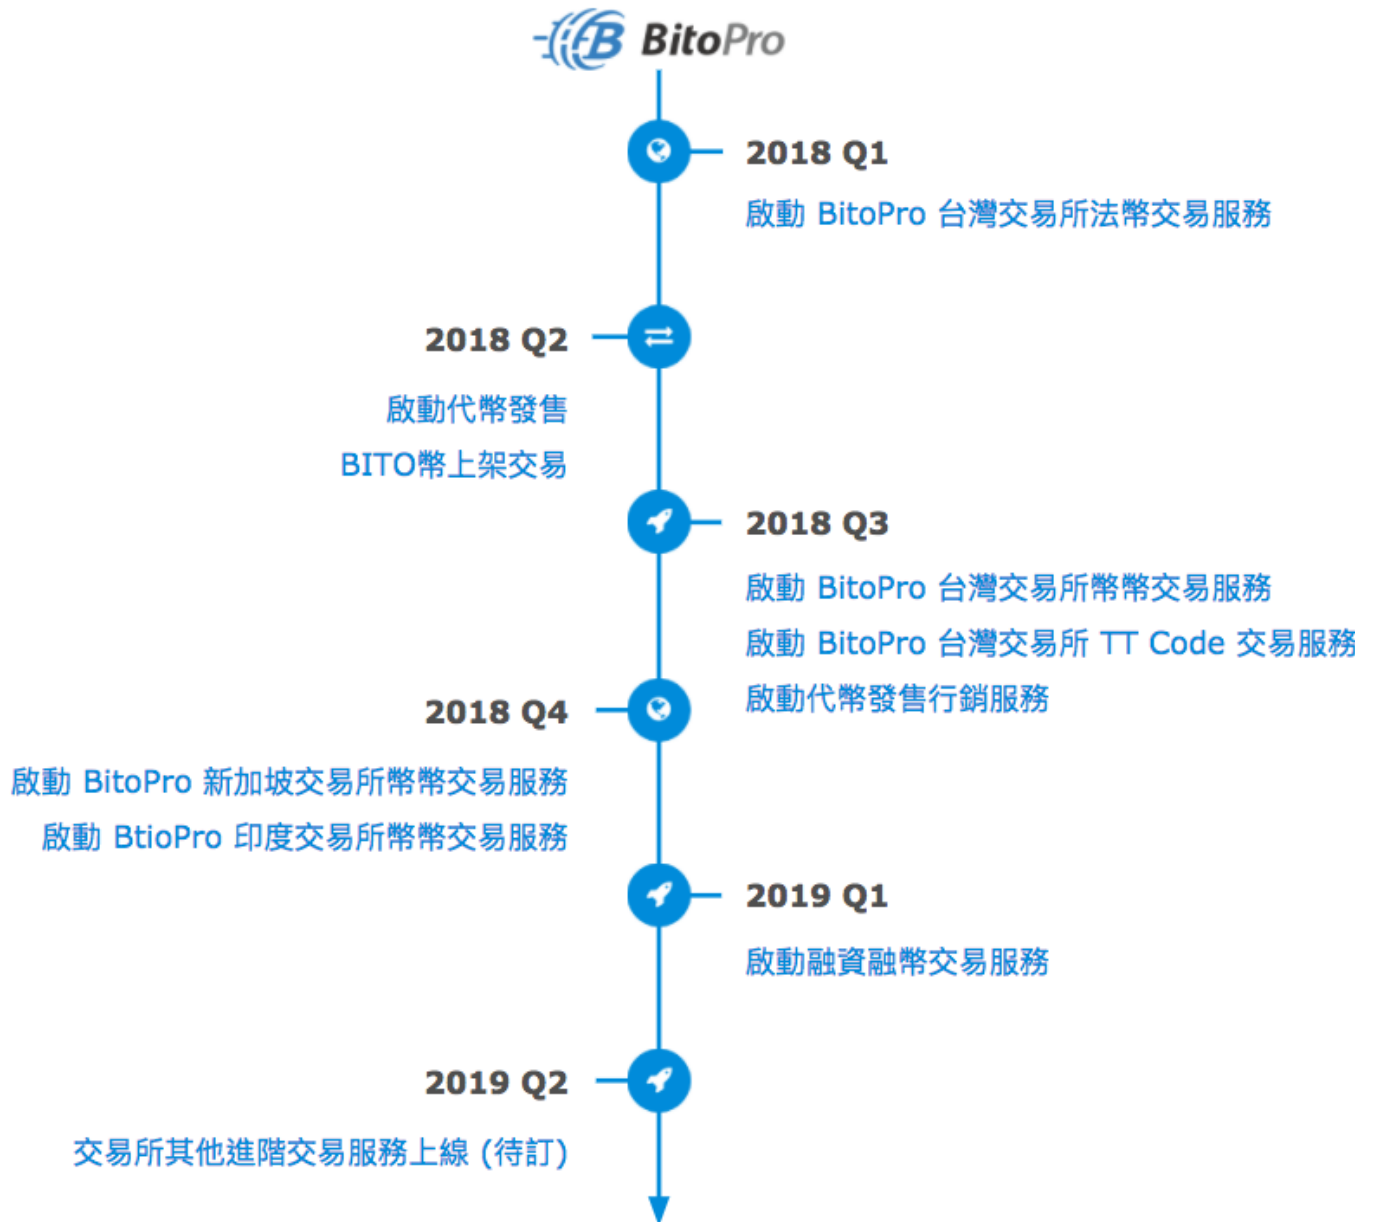 BitoPro
2018 Q1
啟動 BitoPro 台灣交易所法幣交易服務
2018 Q2
啟動代幣發售
BITO幣上架交易
2018 Q3
啟動 BitoPro 台灣交易所幣幣交易服務
啟動 BitoPro 台灣交易所 TT Code 交易服務
啟動代幣發售行銷服務
2018 Q4
啟動 BitoPro 新加坡交易所幣幣交易服務
啟動 BtioPro 印度交易所幣幣交易服務
2019 Q1
啟動融資融幣交易服務
2019 Q2
交易所其他進階交易服務上線 (待訂)